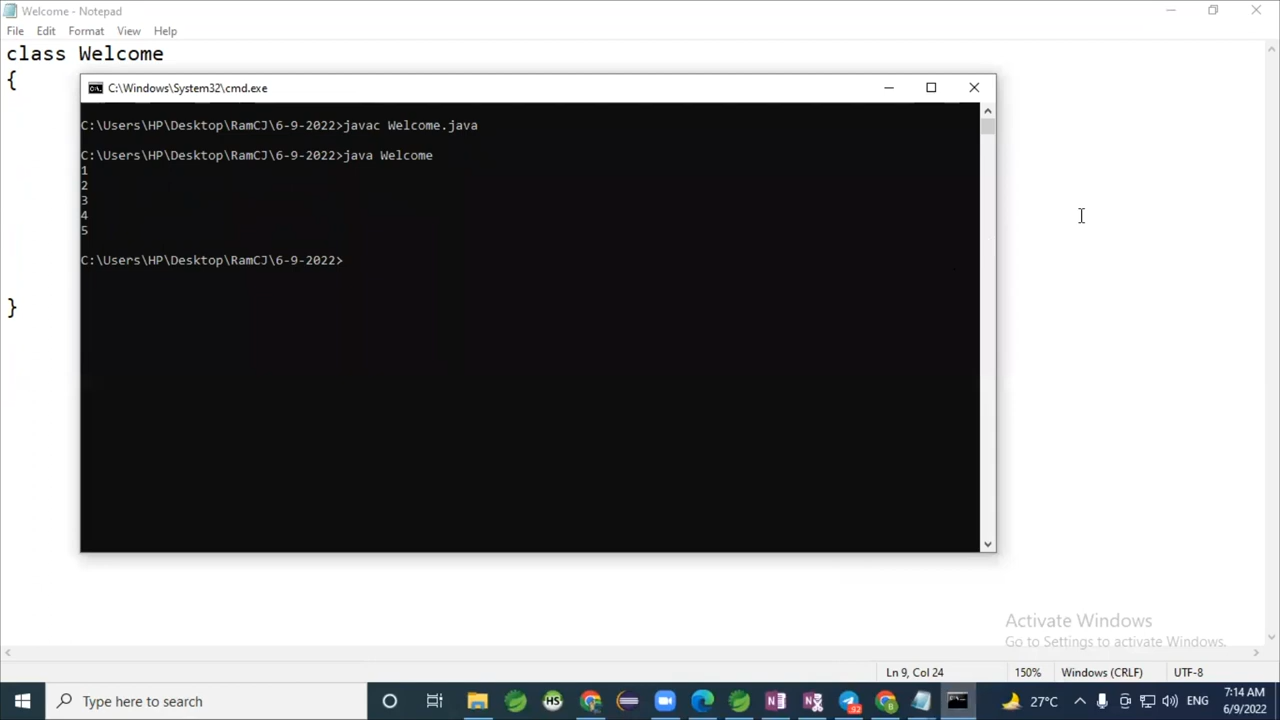 Welcome - Notepad
File Edit Format View Help
class Welcome
{
C:\Windows\System32\cmd.exe
C:\Users\HP\Desktop\RamCJ\6-9-2022>javac Welcome.java
C:\Users\HP\Desktop\RamCJ\6-9-2022>java Welcome
1
2
3
4
5
C:\Users\HP\Desktop\RamCJ\6-9-2022>
}
Activate Windows
Go to Settings to activate Windows.
Ln 9, Col 24 150% Windows (CRLF) UTF-8
Type here to search
HS
27°C
ENG
7:14 AM
6/9/2022